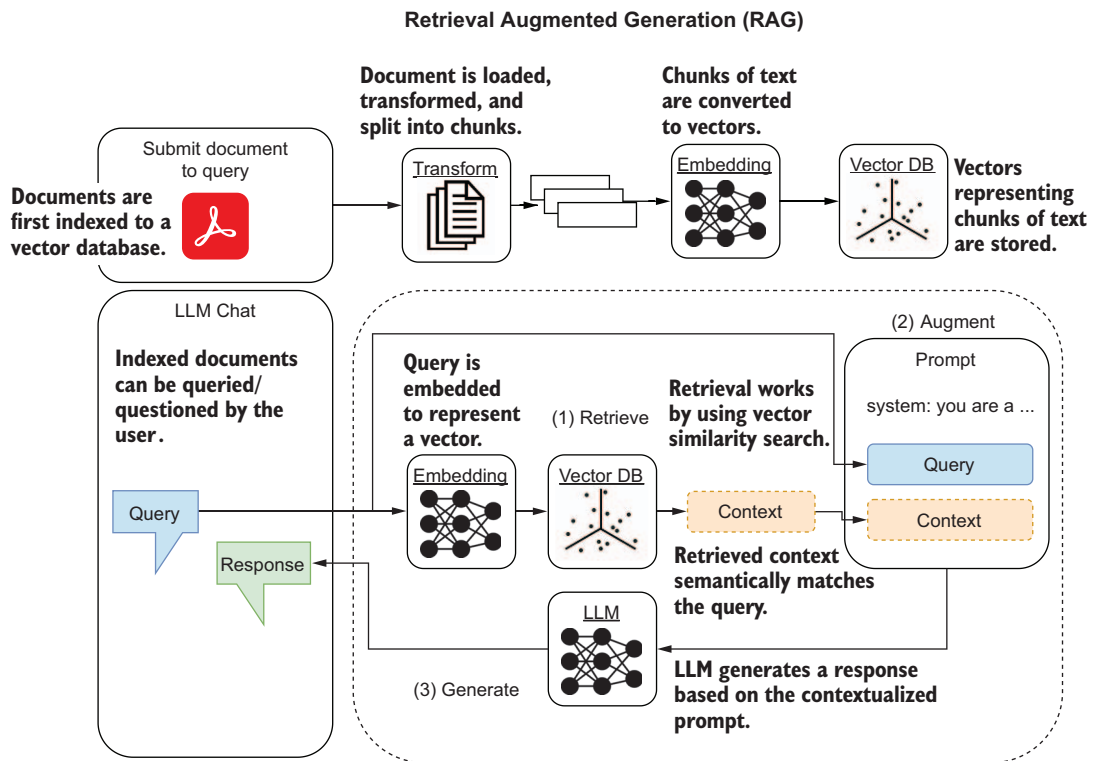 Retrieval Augmented Generation (RAG)
Document is loaded,
transformed, and
split into chunks.
Chunks of text
are converted
to vectors.
Submit document
to query
Documents are
first indexed to a
vector database.
Transform
Embedding
Vector DB
Vectors
representing
chunks of text
are stored.
LLM Chat
Indexed documents
can be queried/
questioned by the
user.
Query
Response
Query is
embedded
to represent
a vector.
(1) Retrieve
Retrieval works
by using vector
similarity search.
Embedding
Vector DB
Context
Retrieved context
semantically matches
the query.
(2) Augment
Prompt
system: you are a ...
Query
Context
LLM
(3) Generate
LLM generates a response
based on the contextualized
prompt.